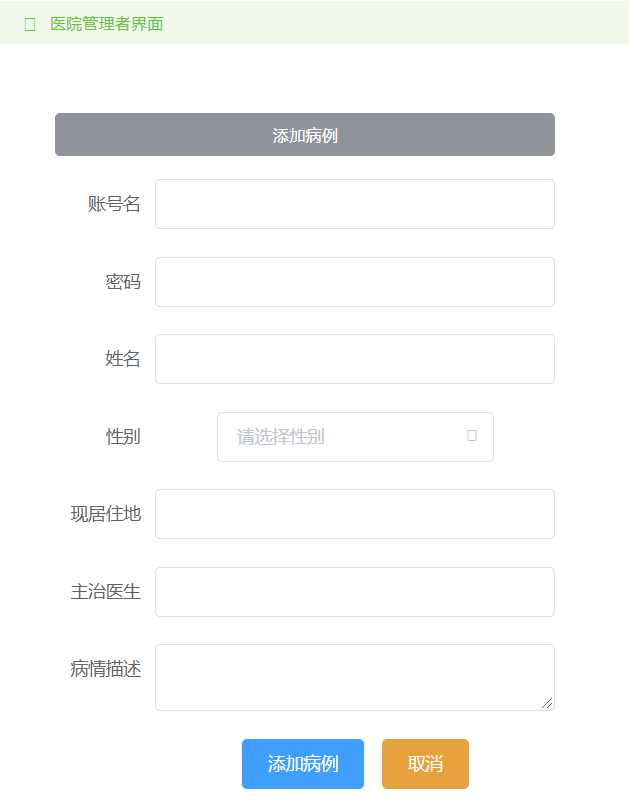 医院管理者界面
添加病例
账号名
密码
姓名
性别 请选择性别
现居住地
主治医生
病情描述
添加病例 取消